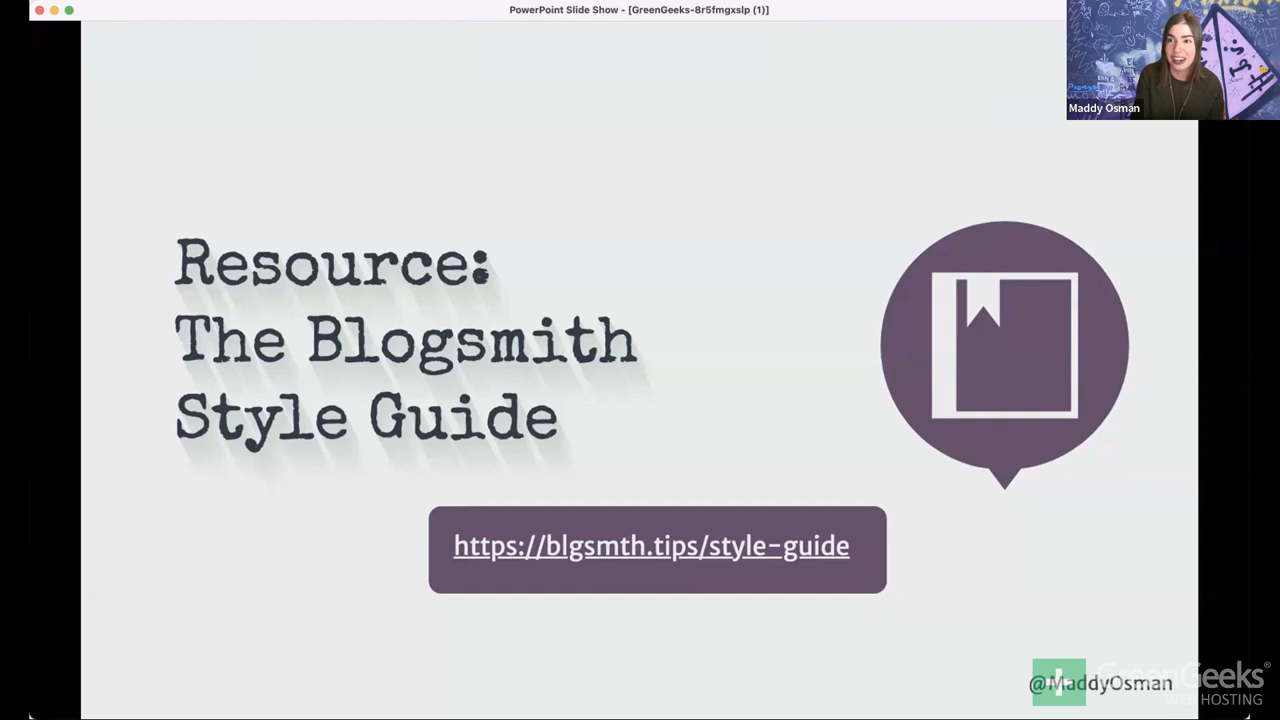 PowerPoint Slide Show - [GreenGeeks-8r5fmgxslp (1)]
Maddy Osman
Resource:
The Blogsmith
Style Guide
https://blgsmth.tips/style-guide
@MaddyOsman
GreenGeeks®
WEB HOSTING